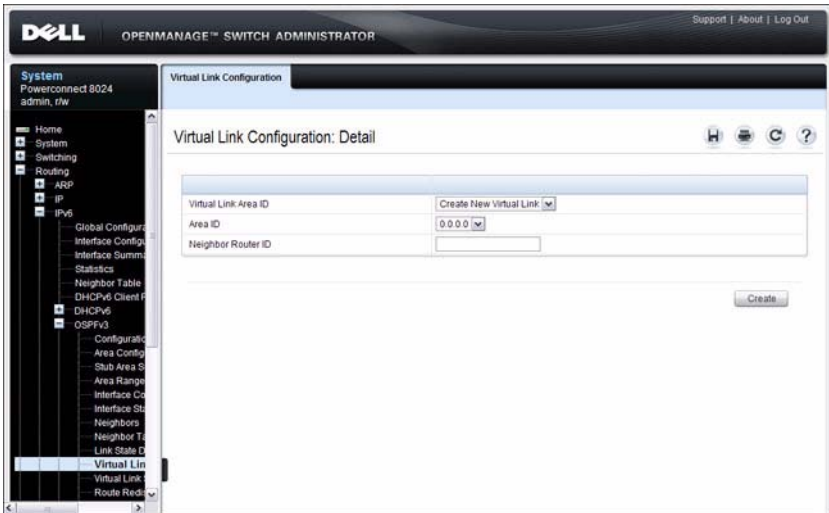 DELL
OPENMANAGE™ SWITCH ADMINISTRATOR
Support | About | Log Out
System
Powerconnect 8024
admin, r/w
Home
System
Switching
Routing
ARP
IP
IPv6
Global Configura
Interface Configu
Interface Summa
Statistics
Neighbor Table
DHCPv6 Client P
DHCPv6
OSPFv3
Configuratio
Area Config
Stub Area S
Area Range
Interface Co
Interface Sta
Neighbors
Neighbor Ta
Link State D
Virtual Lin
Virtual Link
Route Redi
Virtual Link Configuration
Virtual Link Configuration: Detail
Virtual Link Area ID
Create New Virtual Link
Area ID
0.0.0.0
Neighbor Router ID
Create